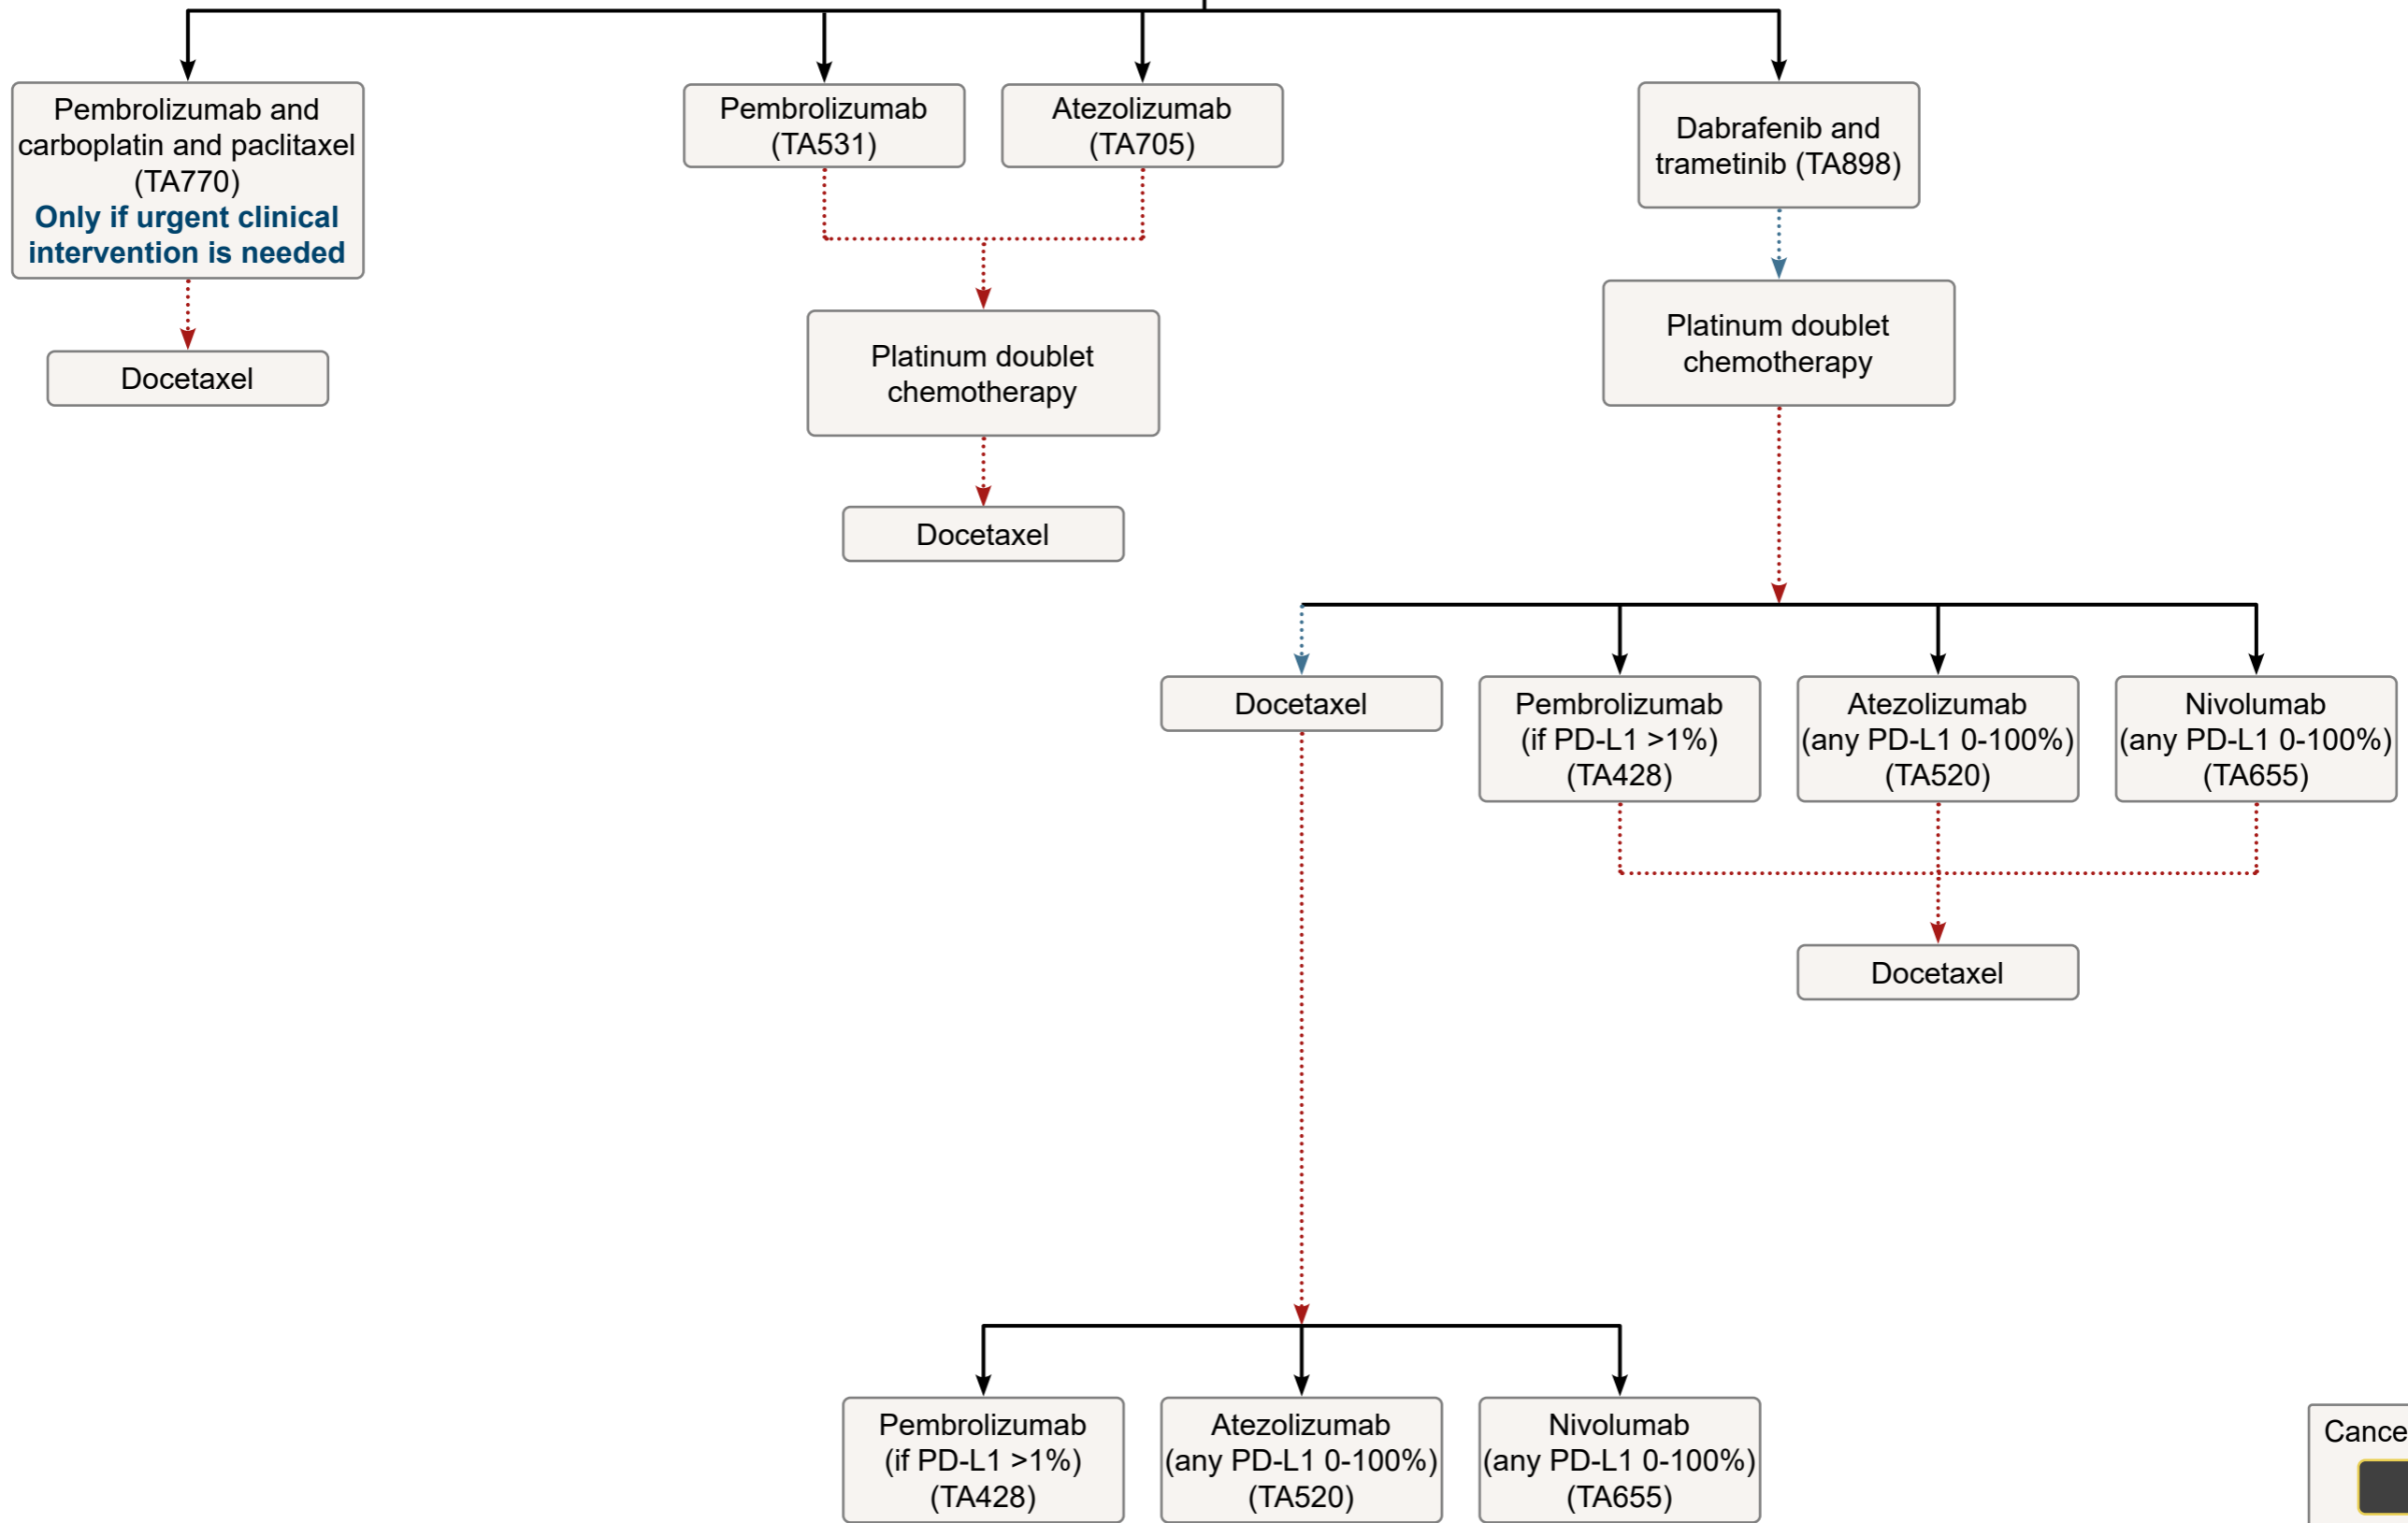 Pembrolizumab and
carboplatin and paclitaxel
(TA770)
Only if urgent clinical
intervention is needed
Pembrolizumab
(TA531)
Atezolizumab
(TA705)
Dabrafenib and
trametinib (TA898)
Docetaxel
Platinum doublet
chemotherapy
Platinum doublet
chemotherapy
Docetaxel
Docetaxel
Pembrolizumab
(if PD-L1 >1%)
(TA428)
Atezolizumab
(any PD-L1 0-100%)
(TA520)
Nivolumab
(any PD-L1 0-100%)
(TA655)
Docetaxel
Pembrolizumab
(if PD-L1 >1%)
(TA428)
Atezolizumab
(any PD-L1 0-100%)
(TA520)
Nivolumab
(any PD-L1 0-100%)
(TA655)